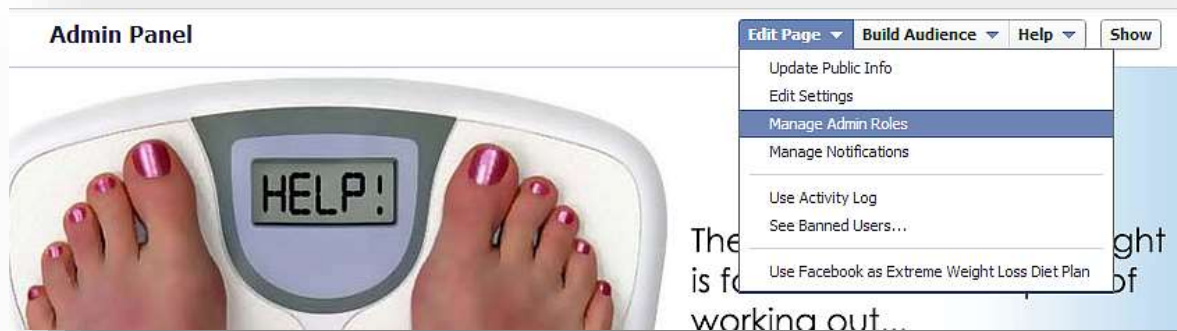 Admin Panel
Edit Page Build Audience Help Show
Update Public Info
Edit Settings
Manage Admin Roles
Manage Notifications
Use Activity Log
See Banned Users...
Use Facebook as Extreme Weight Loss Diet Plan
HELP!
The
is
of
working out...